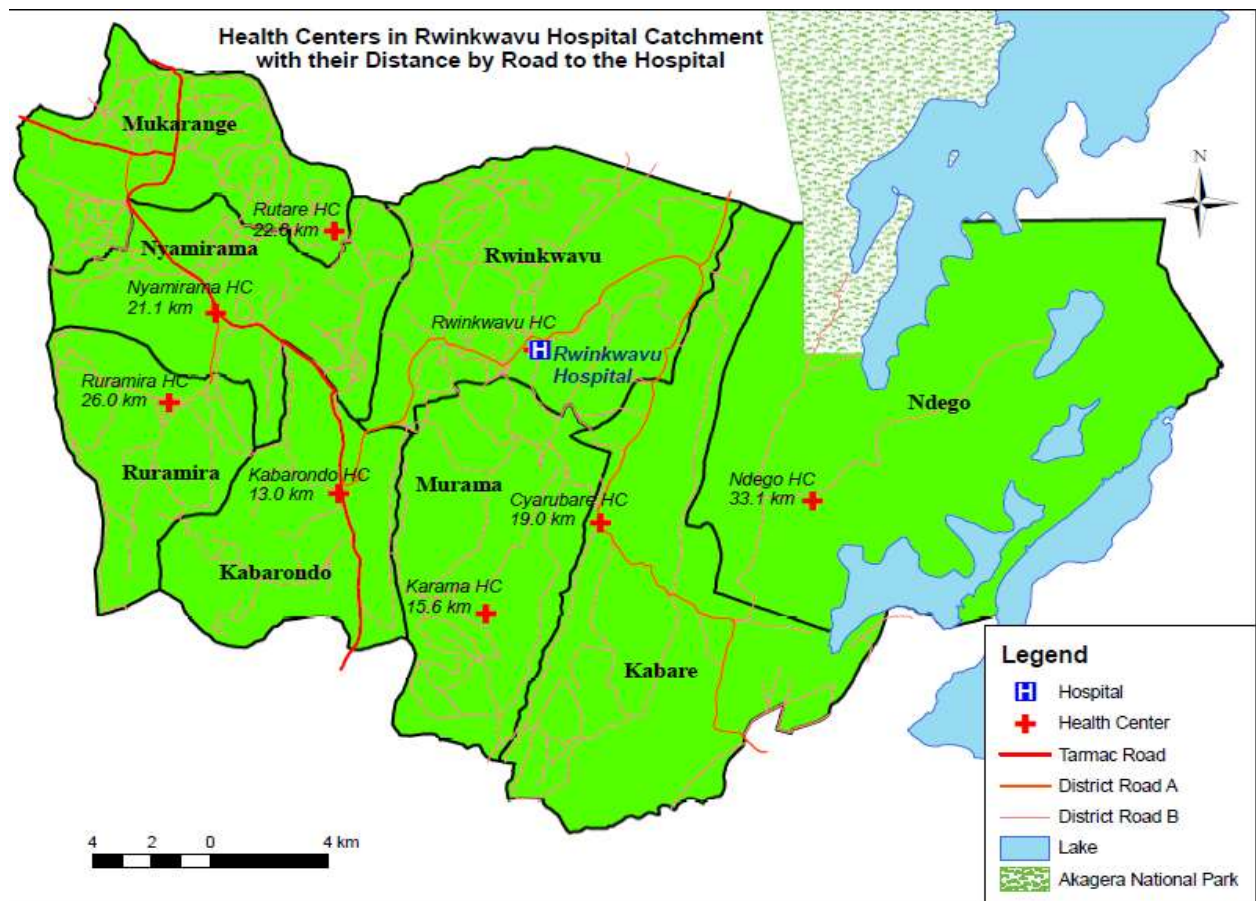 Health Centers in Rwinkwavu Hospital Catchment
with their Distance by Road to the Hospital
N
Mukarange
Rutare HC
22.8 km
Nyamirama
Rwinkwavu
Nyamirama HC
21.1 km
Rwinkwavu HC
H Rwinkwavu
Hospital
Ruramira HC
26.0 km
Ndego
Ruramira
Kabarondo HC
13.0 km
Murama
Cyarubare HC
19.0 km
Ndego HC
33.1 km
Kabarondo
Karama HC
15.6 km
Kabare
Legend
H Hospital
Health Center
Tarmac Road
District Road A
District Road B
Lake
Akagera National Park
4 2 0 4 km